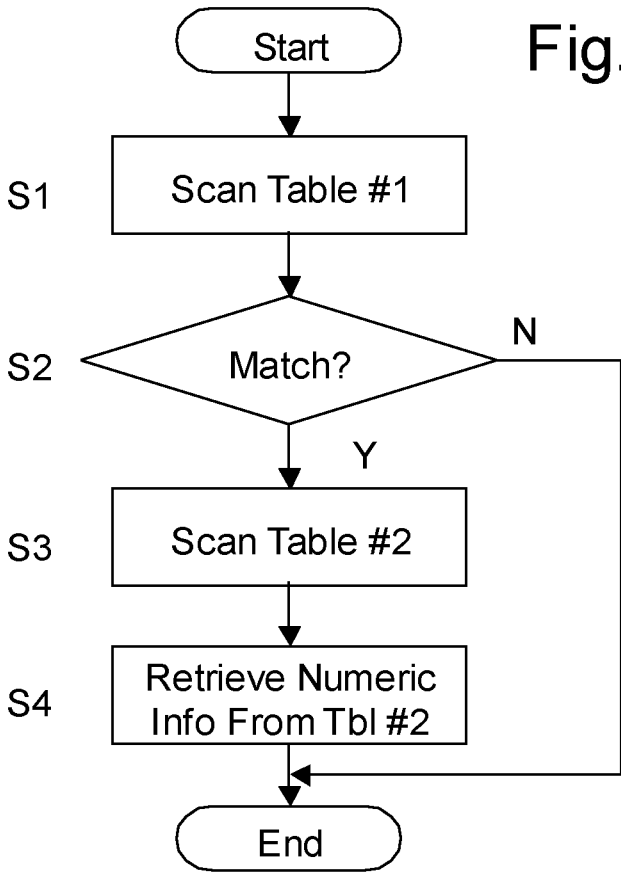 Start
Fig.
S1
Scan Table #1
S2
Match?
N
Y
S3
Scan Table #2
S4
Retrieve Numeric
Info From Tbl #2
End